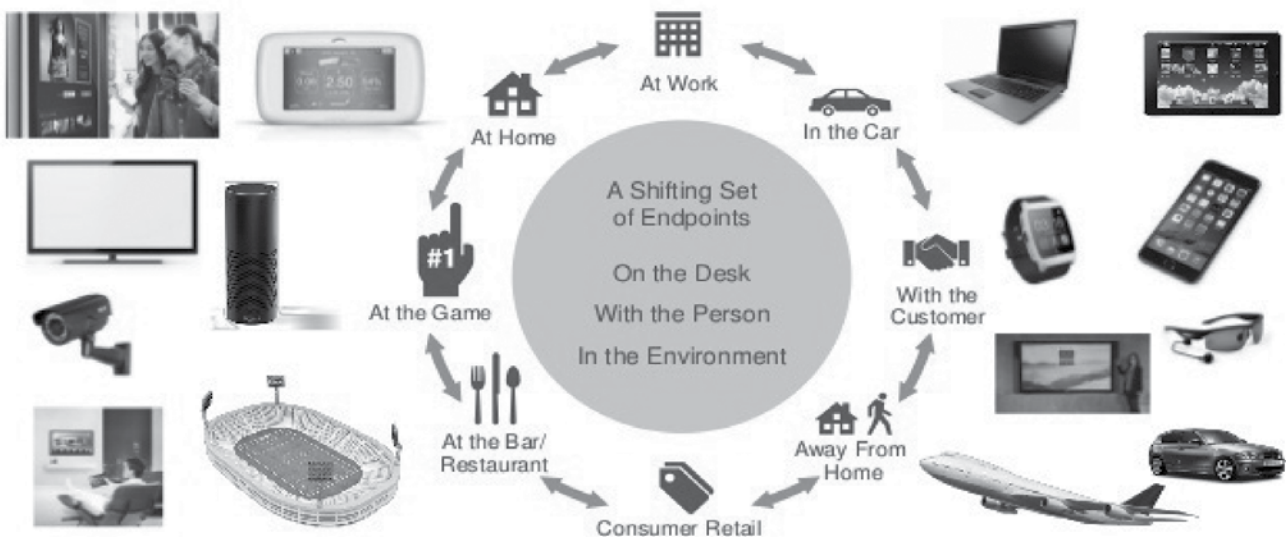 At Work
At Home
In the Car
A Shifting Set
of Endpoints
On the Desk
With the Person
In the Environment
#1
At the Game
With the
Customer
At the Bar/
Restaurant
Away From
Home
Consumer Retail
2.50